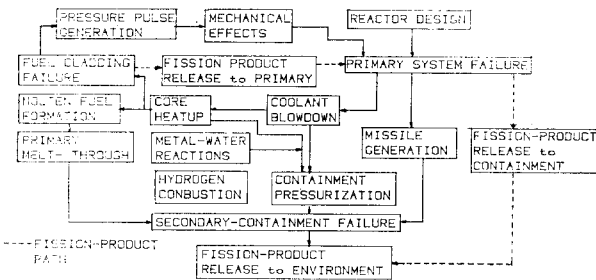 PRESSURE PULSE
GENERATION
MECHANICAL
EFFECTS
REACTOR DESIGN
FUEL CLADDING
FAILURE
FISSION PRODUCT
RELEASE to PRIMARY
PRIMARY SYSTEM FAILURE
MOLTEN FUEL
FORMATION
CORE
HEATUP
COOLANT
BLOWDOWN
PRIMARY
MELT-THROUGH
METAL-WATER
REACTIONS
MISSILE
GENERATION
FISSION-PRODUCT
RELEASE to
CONTAINMENT
HYDROGEN
CONBUSTION
CONTAINMENT
PRESSURIZATION
SECONDARY-CONTAINMENT FAILURE
----FISSION-PRODUCT
PATH
FISSION-PRODUCT
RELEASE to ENVIRONMENT